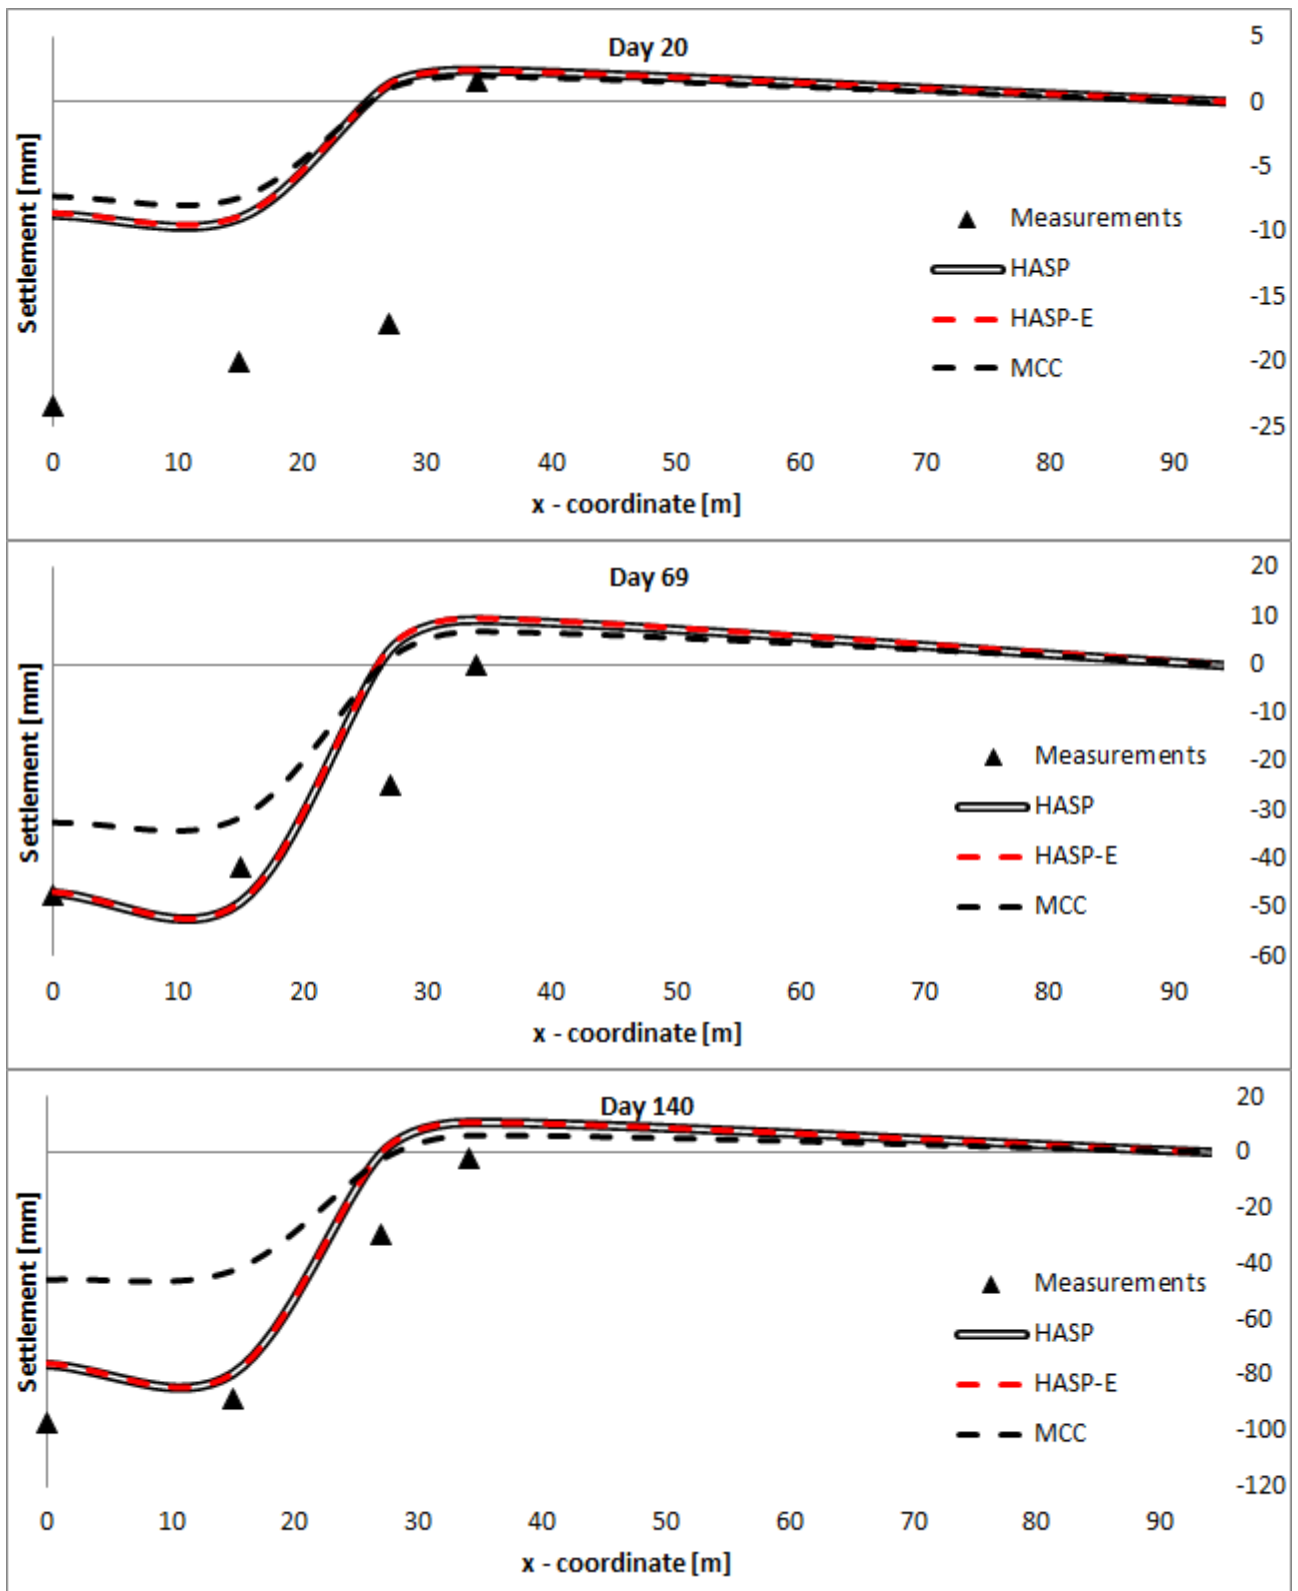 Day 20
Settlement [mm]
5
0
-5
-10
-15
-20
-25
Measurements
HASP
HASP-E
MCC
0 10 20 30 40 50 60 70 80 90
x - coordinate [m]
Day 69
Settlement [mm]
20
10
0
-10
-20
-30
-40
-50
-60
Measurements
HASP
HASP-E
MCC
0 10 20 30 40 50 60 70 80 90
x - coordinate [m]
Day 140
Settlement [mm]
20
0
-20
-40
-60
-80
-100
-120
Measurements
HASP
HASP-E
MCC
0 10 20 30 40 50 60 70 80 90
x - coordinate [m]